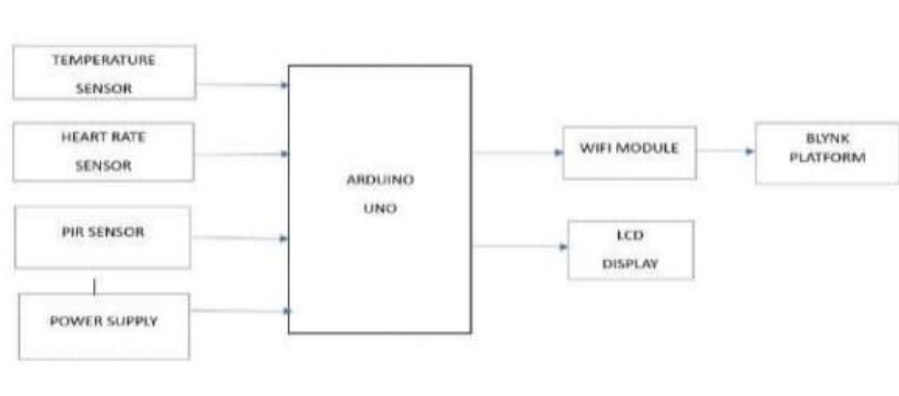 TEMPERATURE
SENSOR
HEART RATE
SENSOR
PIR SENSOR
POWER SUPPLY
ARDUINO
UNO
WIFI MODULE
BLYNK
PLATFORM
LCD
DISPLAY